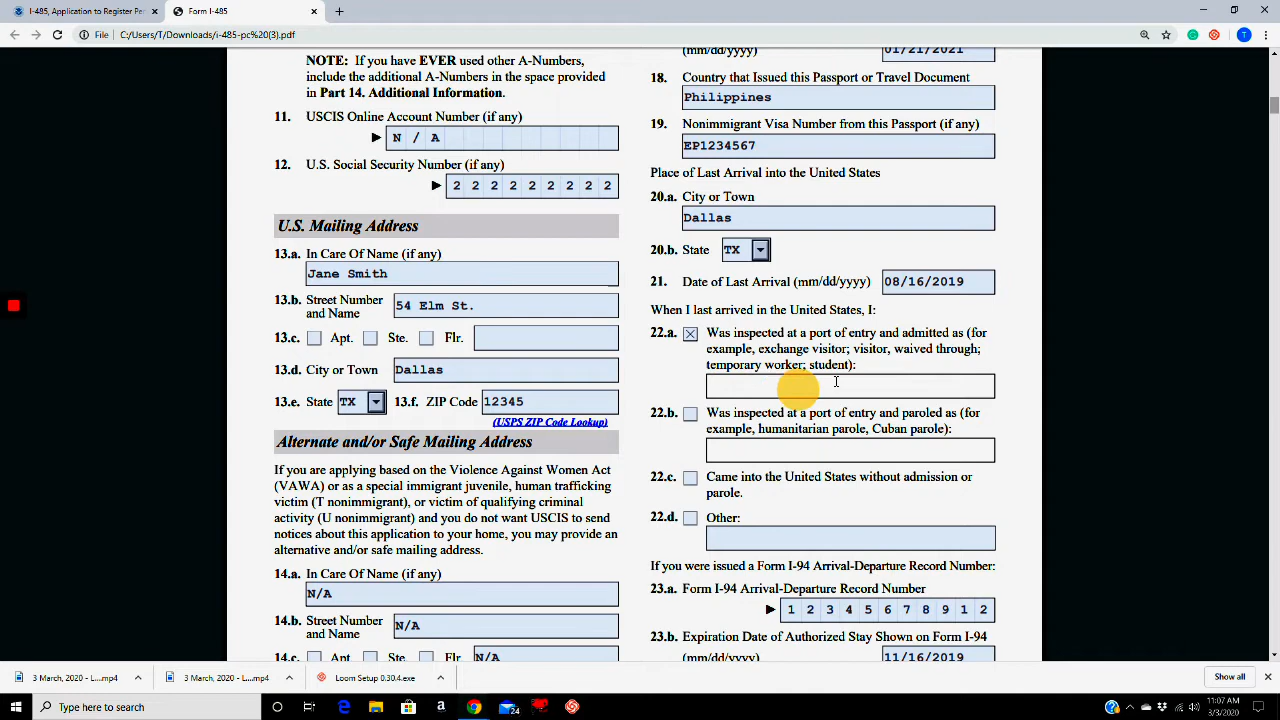 I-485, Application to Register Per
Form I-485
File
C:/Users/T/Downloads/i-485-pc%20(3).pdf
T
NOTE: If you have EVER used other A-Numbers,
include the additional A-Numbers in the space provided
in Part 14. Additional Information.
11. USCIS Online Account Number (if any)
N / A
12. U.S. Social Security Number (if any)
2 2 2 2 2 2 2 2 2
U.S. Mailing Address
13.a. In Care Of Name (if any)
Jane Smith
13.b. Street Number
and Name
54 Elm St.
13.c. Apt. Ste. Flr.
13.d. City or Town Dallas
13.e. State TX 13.f. ZIP Code 12345
(USPS ZIP Code Lookup)
Alternate and/or Safe Mailing Address
If you are applying based on the Violence Against Women Act
(VAWA) or as a special immigrant juvenile, human trafficking
victim (T nonimmigrant), or victim of qualifying criminal
activity (U nonimmigrant) and you do not want USCIS to send
notices about this application to your home, you may provide an
alternative and/or safe mailing address.
14.a. In Care Of Name (if any)
N/A
14.b. Street Number
and Name
N/A
14.c. Apt. Ste. Flr. N/A
(mm/dd/yyyy) 01/21/2021
18. Country that Issued this Passport or Travel Document
Philippines
19. Nonimmigrant Visa Number from this Passport (if any)
EP1234567
Place of Last Arrival into the United States
20.a. City or Town
Dallas
20.b. State TX
21. Date of Last Arrival (mm/dd/yyyy) 08/16/2019
When I last arrived in the United States, I:
22.a. Was inspected at a port of entry and admitted as (for
example, exchange visitor; visitor, waived through;
temporary worker; student):
22.b. Was inspected at a port of entry and paroled as (for
example, humanitarian parole, Cuban parole):
22.c. Came into the United States without admission or
parole.
22.d. Other:
If you were issued a Form I-94 Arrival-Departure Record Number:
23.a. Form I-94 Arrival-Departure Record Number
1 2 3 4 5 6 7 8 9 1 2
23.b. Expiration Date of Authorized Stay Shown on Form I-94
(mm/dd/yyyy) 11/16/2019
3 March, 2020 - L....mp4
3 March, 2020 - L....mp4
Loom Setup 0.30.4.exe
Show all
Type here to search
a
24
11:07 AM
3/3/2020